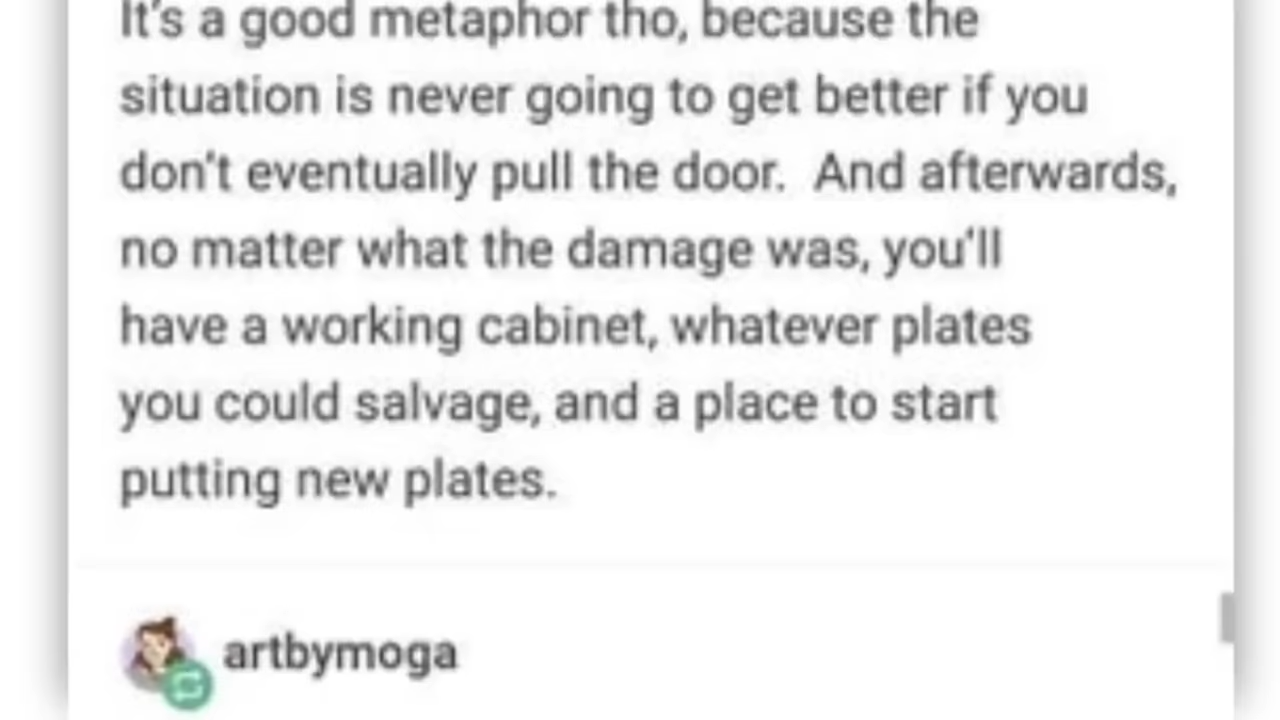 It's a good metaphor tho, because the
situation is never going to get better if you
don't eventually pull the door.  And afterwards,
no matter what the damage was, you'll
have a working cabinet, whatever plates
you could salvage, and a place to start
putting new plates.
artbymoga